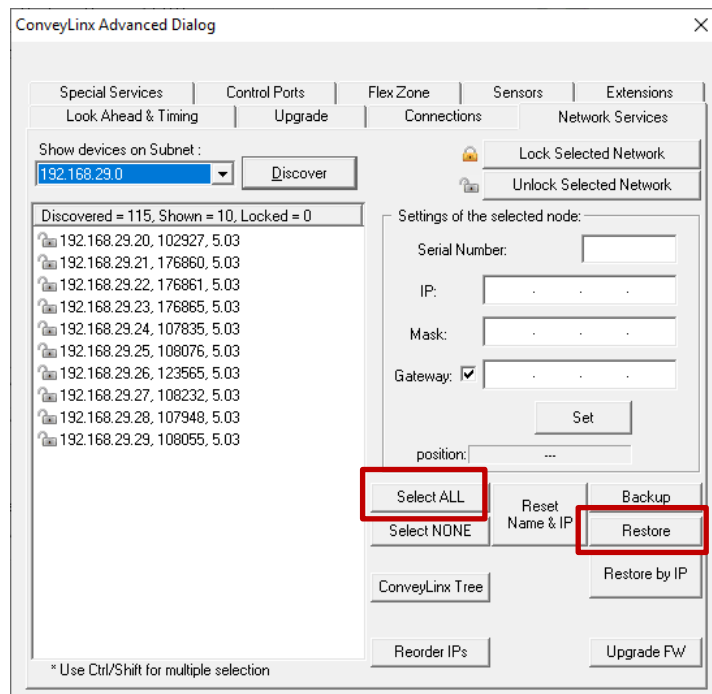 ConveyLinx Advanced Dialog
Special Services
Control Ports
Flex Zone
Sensors
Extensions
Look Ahead & Timing
Upgrade
Connections
Network Services
Show devices on Subnet :
192.168.29.0
Discover
Lock Selected Network
Unlock Selected Network
Discovered = 115, Shown = 10, Locked = 0
192.168.29.20, 102927, 5.03
192.168.29.21, 176860, 5.03
192.168.29.22, 176861, 5.03
192.168.29.23, 176865, 5.03
192.168.29.24, 107835, 5.03
192.168.29.25, 108076, 5.03
192.168.29.26, 123565, 5.03
192.168.29.27, 108232, 5.03
192.168.29.28, 107948, 5.03
192.168.29.29, 108055, 5.03
* Use Ctrl/Shift for multiple selection
Settings of the selected node:
Serial Number:
IP:
Mask:
Gateway:
Set
position: ---
Select ALL
Select NONE
Reset
Name & IP
Backup
Restore
ConveyLinx Tree
Restore by IP
Reorder IPs
Upgrade FW